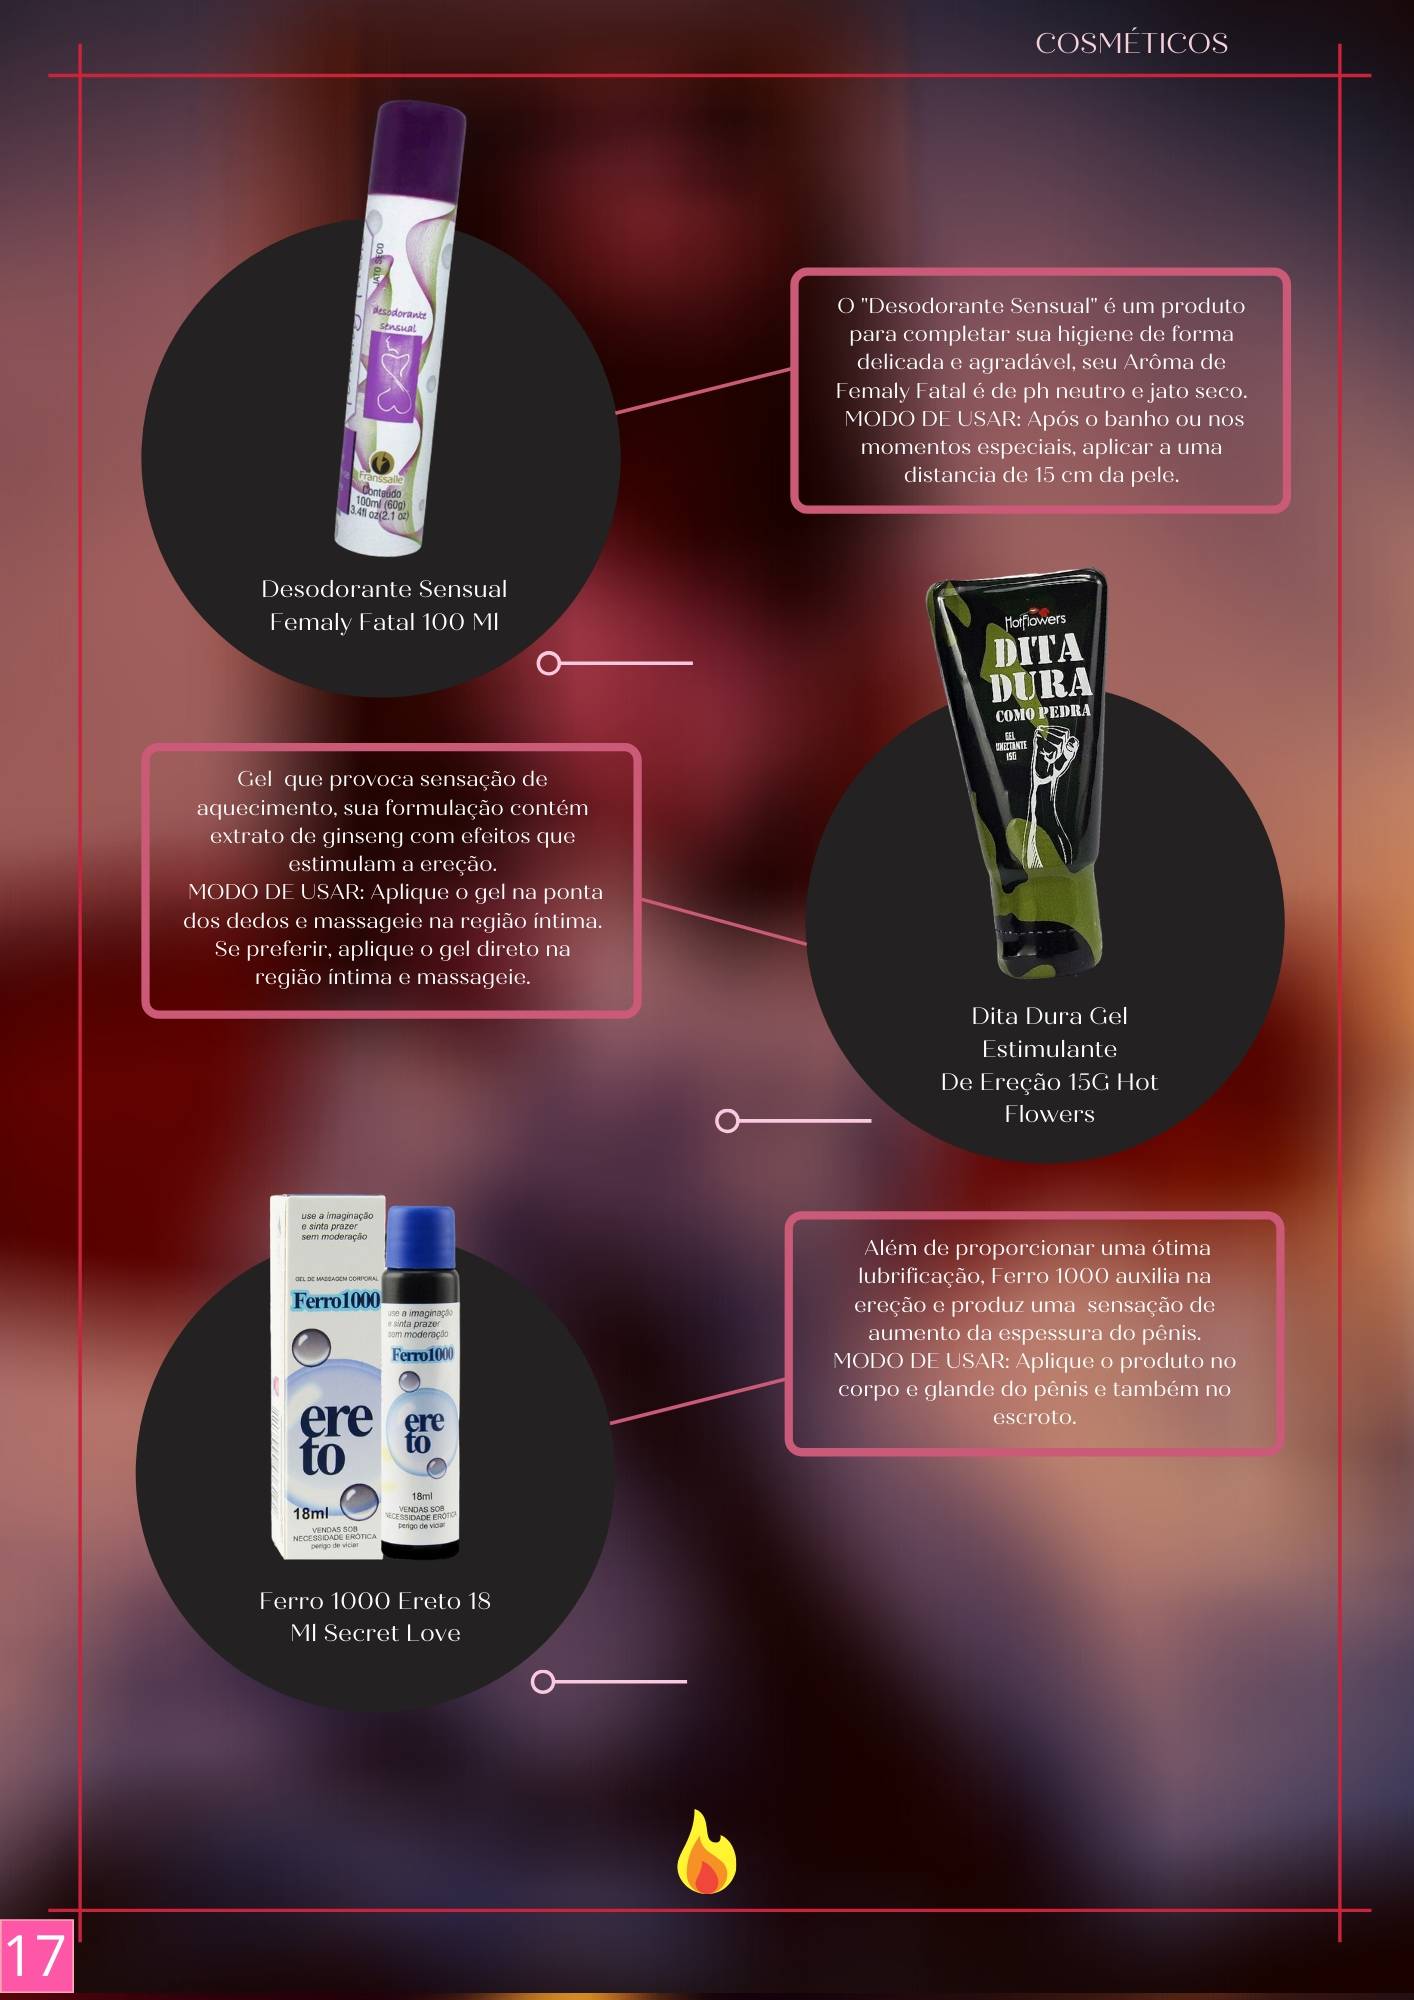 COSMÉTICOS
JATO SECO
desodorante
sensual
Franssalle
Conteúdo
100ml (60g)
3.4fl oz(2.1 oz)
Desodorante Sensual
Femaly Fatal 100 Ml
O "Desodorante Sensual" é um produto
para completar sua higiene de forma
delicada e agradável, seu Arôma de
Femaly Fatal é de ph neutro e jato seco.
MODO DE USAR: Após o banho ou nos
momentos especiais, aplicar a uma
distancia de 15 cm da pele.
Hotflowers
DITA
DURA
COMO PEDRA
GEL
UNECTANTE
15G
Gel que provoca sensação de
aquecimento, sua formulação contém
extrato de ginseng com efeitos que
estimulam a ereção.
MODO DE USAR: Aplique o gel na ponta
dos dedos e massageie na região íntima.
Se preferir, aplique o gel direto na
região íntima e massageie.
Dita Dura Gel
Estimulante
De Ereção 15G Hot
Flowers
use a imaginação
e sinta prazer
sem moderação
GEL DE MASSAGEM CORPORAL
Ferro1000
ere
to
18ml
VENDAS SOB
NECESSIDADE ERÓTICA
perigo de viciar
use a imaginação
e sinta prazer
sem moderação
Ferro1000
ere
to
18ml
VENDAS SOB
NECESSIDADE ERÓTICA
perigo de viciar
Além de proporcionar uma ótima
lubrificação, Ferro 1000 auxilia na
ereção e produz uma sensação de
aumento da espessura do pênis.
MODO DE USAR: Aplique o produto no
corpo e glande do pênis e também no
escroto.
Ferro 1000 Ereto 18
Ml Secret Love
17